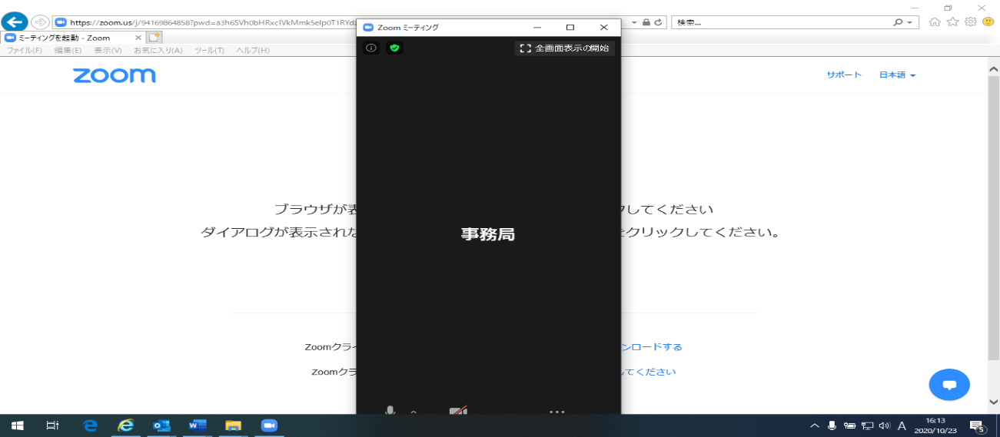 https://zoom.us/j/94169864858?pwd=a3h6SVh0bHRxclVkMmk5elp0T1RYd
検索...
ミーティングを起動 - Zoom
ファイル(F) 編集(E) 表示(V) お気に入り(A) ツール(T) ヘルプ(H)
Zoom ミーティング
全画面表示の開始
zoom
サポート 日本語
ブラウザが表
クしてください
ダイアログが表示されな
をクリックしてください。
事務局
Zoomクライ
ンロードする
Zoomクラ
してください
A
16:13
2020/10/23
5